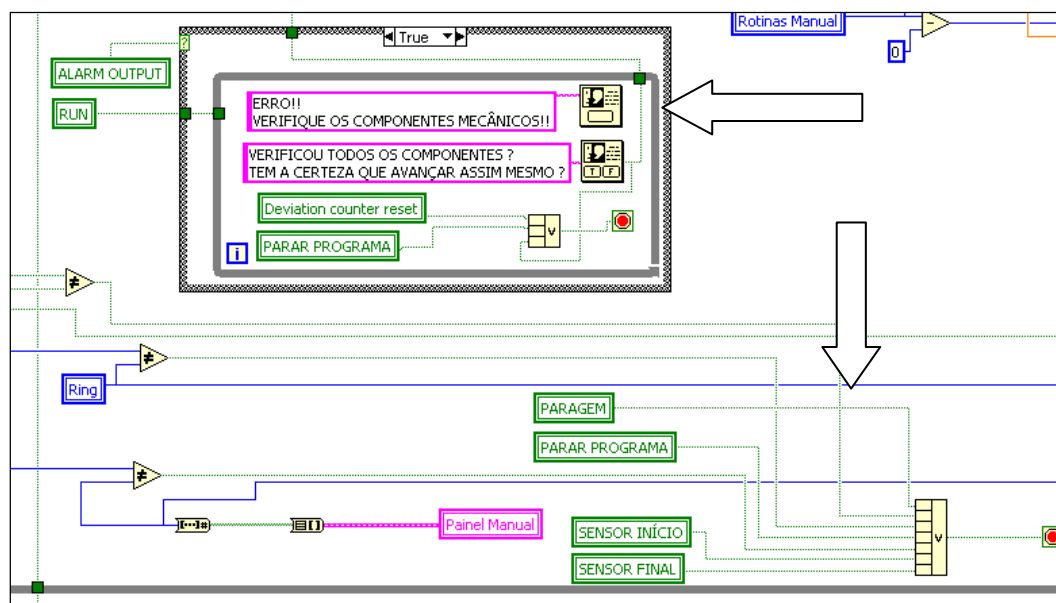 True
Rotinas Manual
0
?
ALARM OUTPUT
RUN
ERRO!!
VERIFIQUE OS COMPONENTES MECÂNICOS!!
VERIFICOU TODOS OS COMPONENTES ?
TEM A CERTEZA QUE AVANÇAR ASSIM MESMO ?
T F
Deviation counter reset
PARAR PROGRAMA
V
i
≠
≠
Ring
PARAGEM
PARAR PROGRAMA
≠
[...]#
[]
Painel Manual
SENSOR INÍCIO
SENSOR FINAL
V